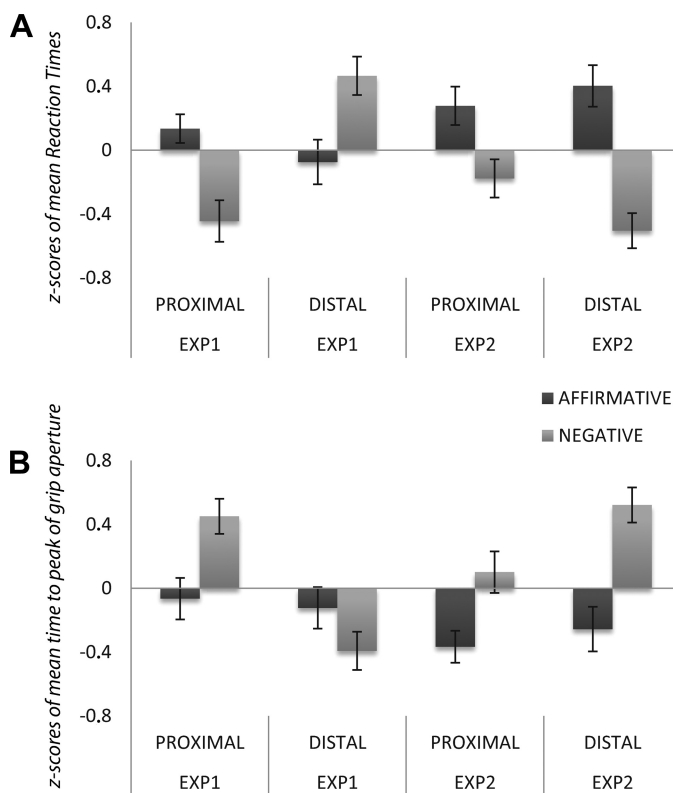 A
z-scores of mean Reaction Times
0.8
0.4
0
-0.4
-0.8
PROXIMAL DISTAL PROXIMAL DISTAL
EXP1 EXP1 EXP2 EXP2
AFFIRMATIVE
NEGATIVE
B
z-scores of mean time to peak of grip aperture
0.8
0.4
0
-0.4
-0.8
PROXIMAL DISTAL PROXIMAL DISTAL
EXP1 EXP1 EXP2 EXP2